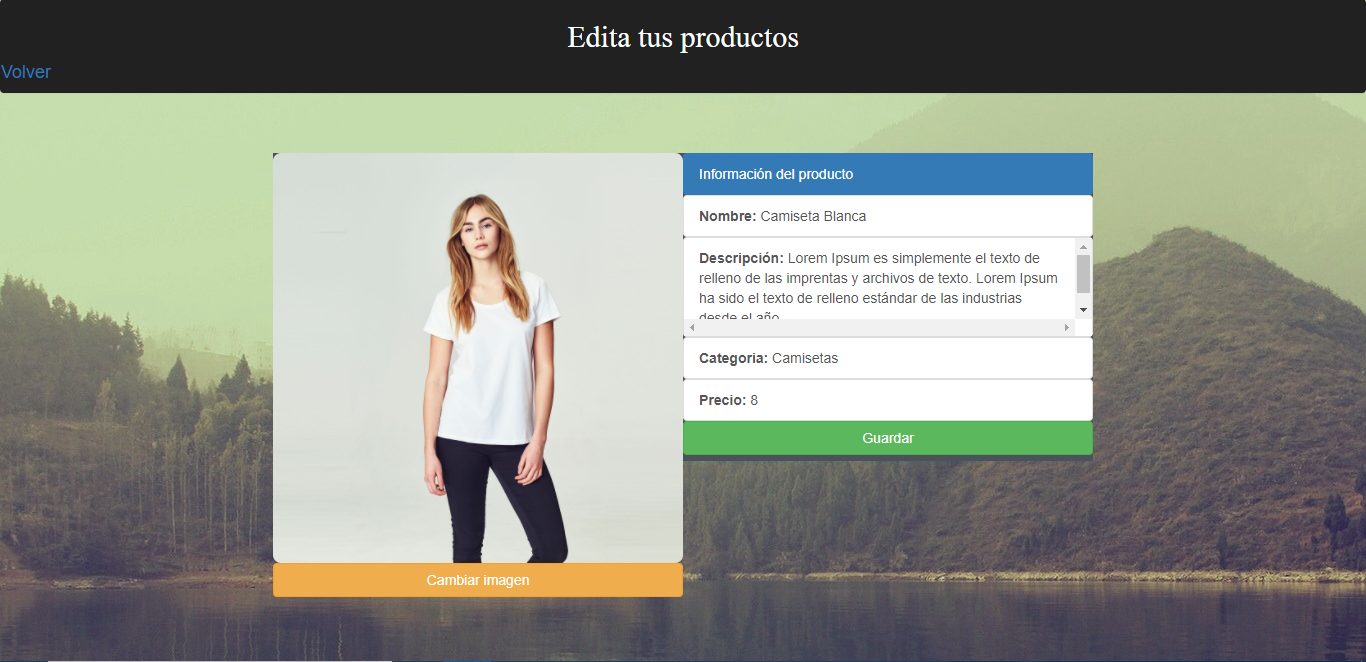 Edita tus productos
Volver
Información del producto
Nombre: Camiseta Blanca
Descripción: Lorem Ipsum es simplemente el texto de
relleno de las imprentas y archivos de texto. Lorem Ipsum
ha sido el texto de relleno estándar de las industrias
desde el año
Categoria: Camisetas
Precio: 8
Guardar
Cambiar imagen